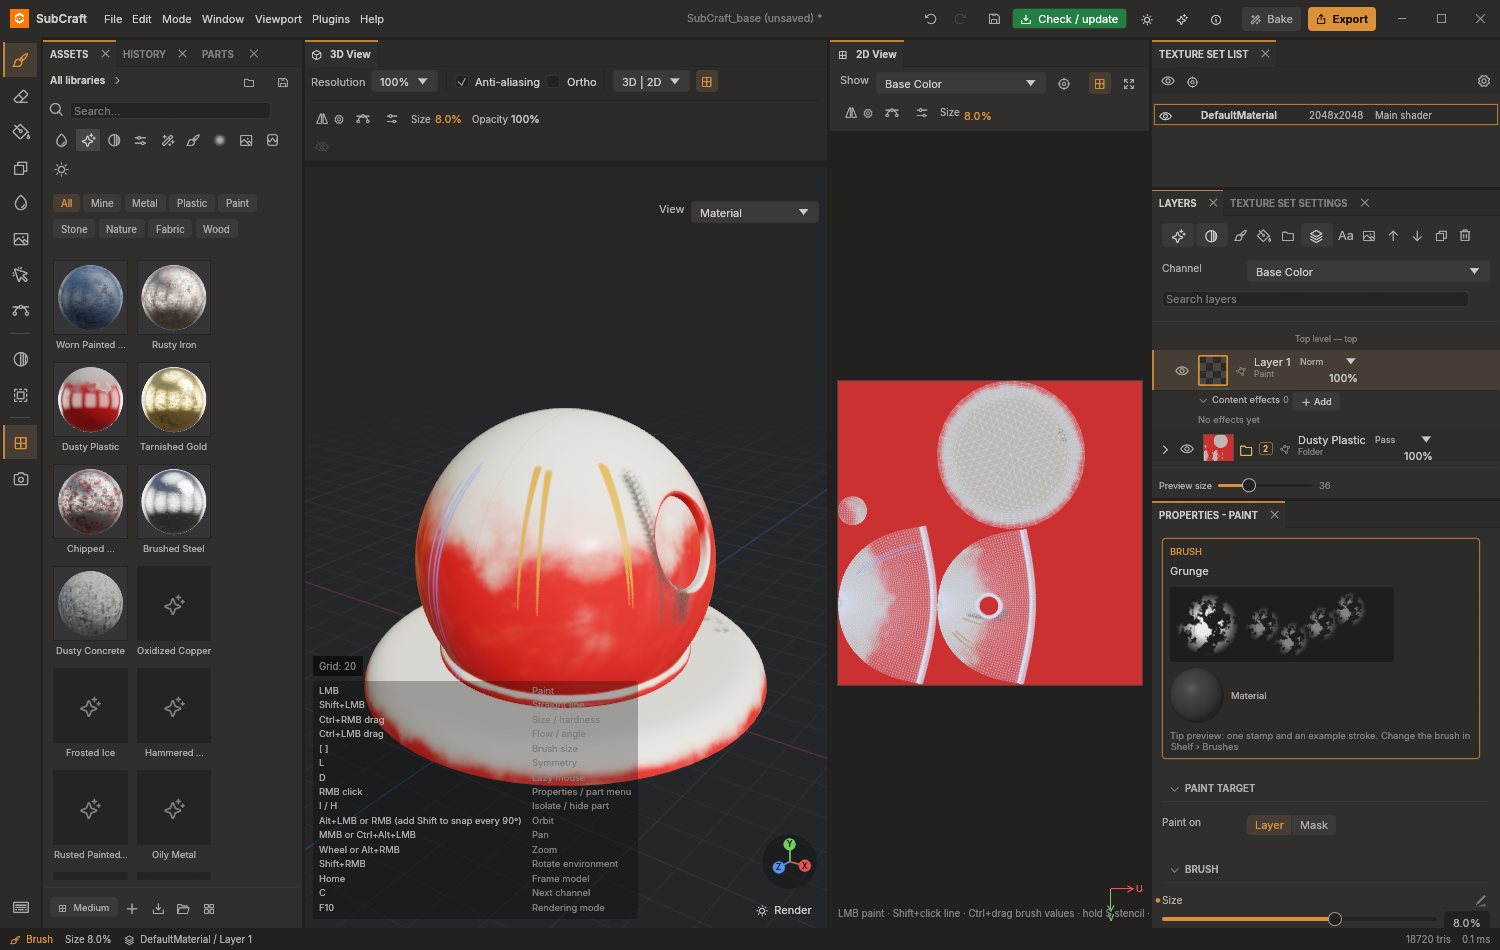 SubCraft File Edit Mode Window Viewport Plugins Help
SubCraft_base (unsaved) *
Check / update
Bake
Export
ASSETS
HISTORY
PARTS
All libraries
Search...
All Mine Metal Plastic Paint
Stone Nature Fabric Wood
Worn Painted ...
Rusty Iron
Dusty Plastic
Tarnished Gold
Chipped ...
Brushed Steel
Dusty Concrete
Oxidized Copper
Frosted Ice
Hammered ...
Rusted Painted...
Oily Metal
Medium
3D View
Resolution 100% Anti-aliasing Ortho 3D | 2D
Size 8.0% Opacity 100%
View Material
Grid: 20
LMB Paint
Shift+LMB Straight line
Ctrl+RMB drag Size / hardness
Ctrl+LMB drag Flow / angle
[ ] Brush size
L Symmetry
D Lazy mouse
RMB click Properties / part menu
I / H Isolate / hide part
Alt+LMB or RMB (add Shift to snap every 90°) Orbit
MMB or Ctrl+Alt+LMB Pan
Wheel or Alt+RMB Zoom
Shift+RMB Rotate environment
Home Frame model
C Next channel
F10 Rendering mode
Y
Z
X
Render
2D View
Show Base Color
Size 8.0%
U
V
LMB paint · Shift+click line · Ctrl+drag brush values · hold S stencil ·
TEXTURE SET LIST
DefaultMaterial 2048x2048 Main shader
LAYERS
TEXTURE SET SETTINGS
Aa
Channel Base Color
Search layers
Top level — top
Layer 1 Norm
Paint 100%
Content effects 0 + Add
No effects yet
2 Dusty Plastic Pass
Folder 100%
Preview size 36
PROPERTIES - PAINT
BRUSH
Grunge
Material
Tip preview: one stamp and an example stroke. Change the brush in
Shelf › Brushes
PAINT TARGET
Paint on Layer Mask
BRUSH
Size
8.0%
Brush Size 8.0% DefaultMaterial / Layer 1
18720 tris 0.1 ms